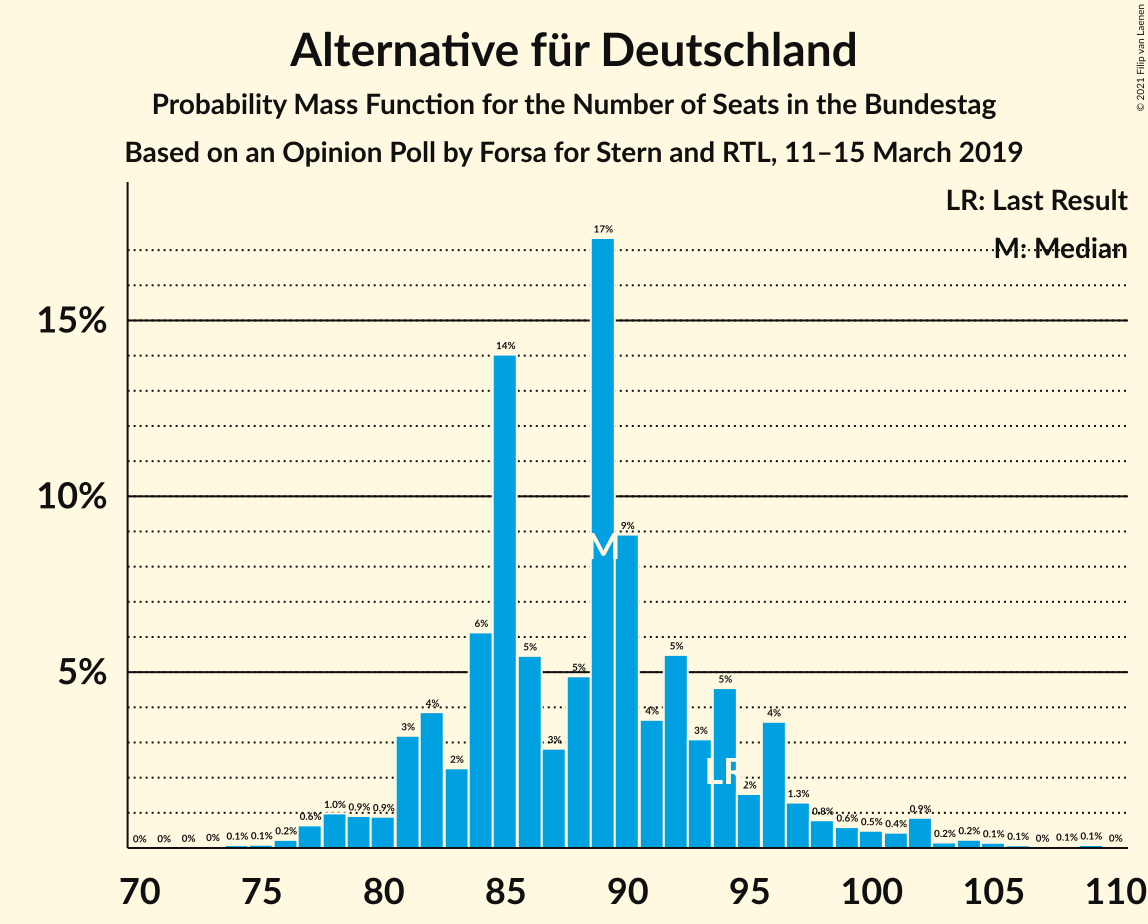 Alternative für Deutschland
Probability Mass Function for the Number of Seats in the Bundestag
Based on an Opinion Poll by Forsa for Stern and RTL, 11–15 March 2019
© 2021 Filip van Laenen
LR: Last Result
M: Median
15%
10%
5%
0% 0% 0% 0% 0.1% 0.1% 0.2% 0.6% 1.0% 0.9% 0.9% 3% 4% 2% 6% 14% 5% 3% 5% 17% 9% 4% 5% 3% 5% 2% 4% 1.3% 0.8% 0.6% 0.5% 0.4% 0.9% 0.2% 0.2% 0.1% 0.1% 0% 0.1% 0.1% 0%
M
LR
70 75 80 85 90 95 100 105 110